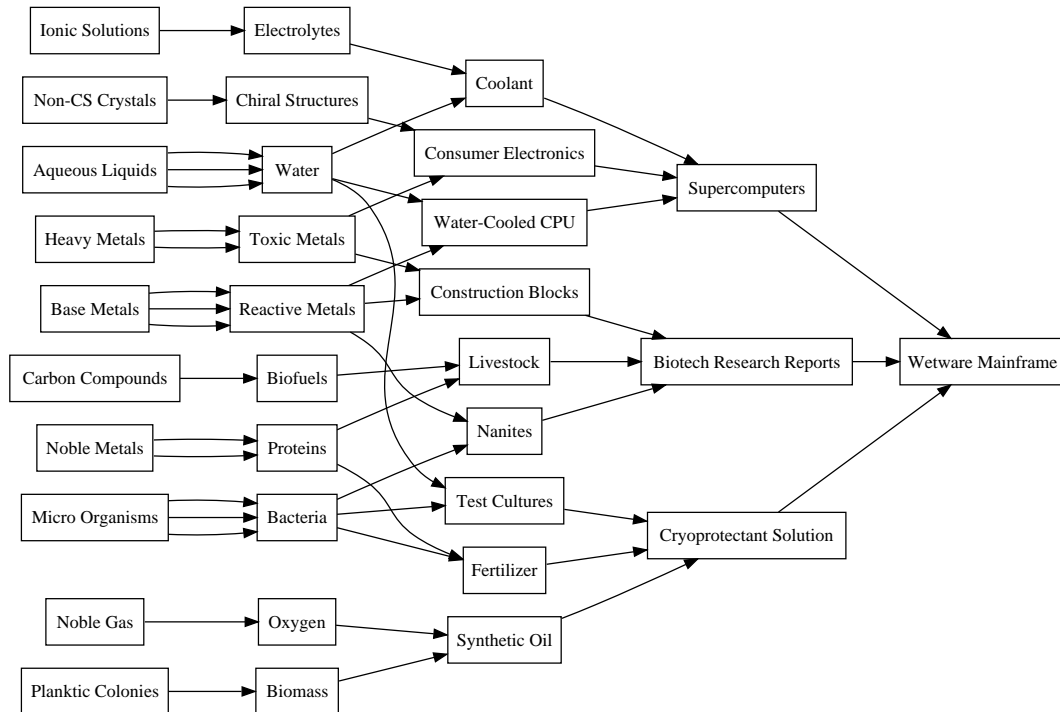 Ionic Solutions
Electrolytes
Coolant
Non-CS Crystals
Chiral Structures
Consumer Electronics
Aqueous Liquids
Water
Supercomputers
Water-Cooled CPU
Heavy Metals
Toxic Metals
Construction Blocks
Base Metals
Reactive Metals
Livestock
Biotech Research Reports
Wetware Mainframe
Carbon Compounds
Biofuels
Nanites
Noble Metals
Proteins
Test Cultures
Micro Organisms
Bacteria
Cryoprotectant Solution
Fertilizer
Noble Gas
Oxygen
Synthetic Oil
Planktic Colonies
Biomass